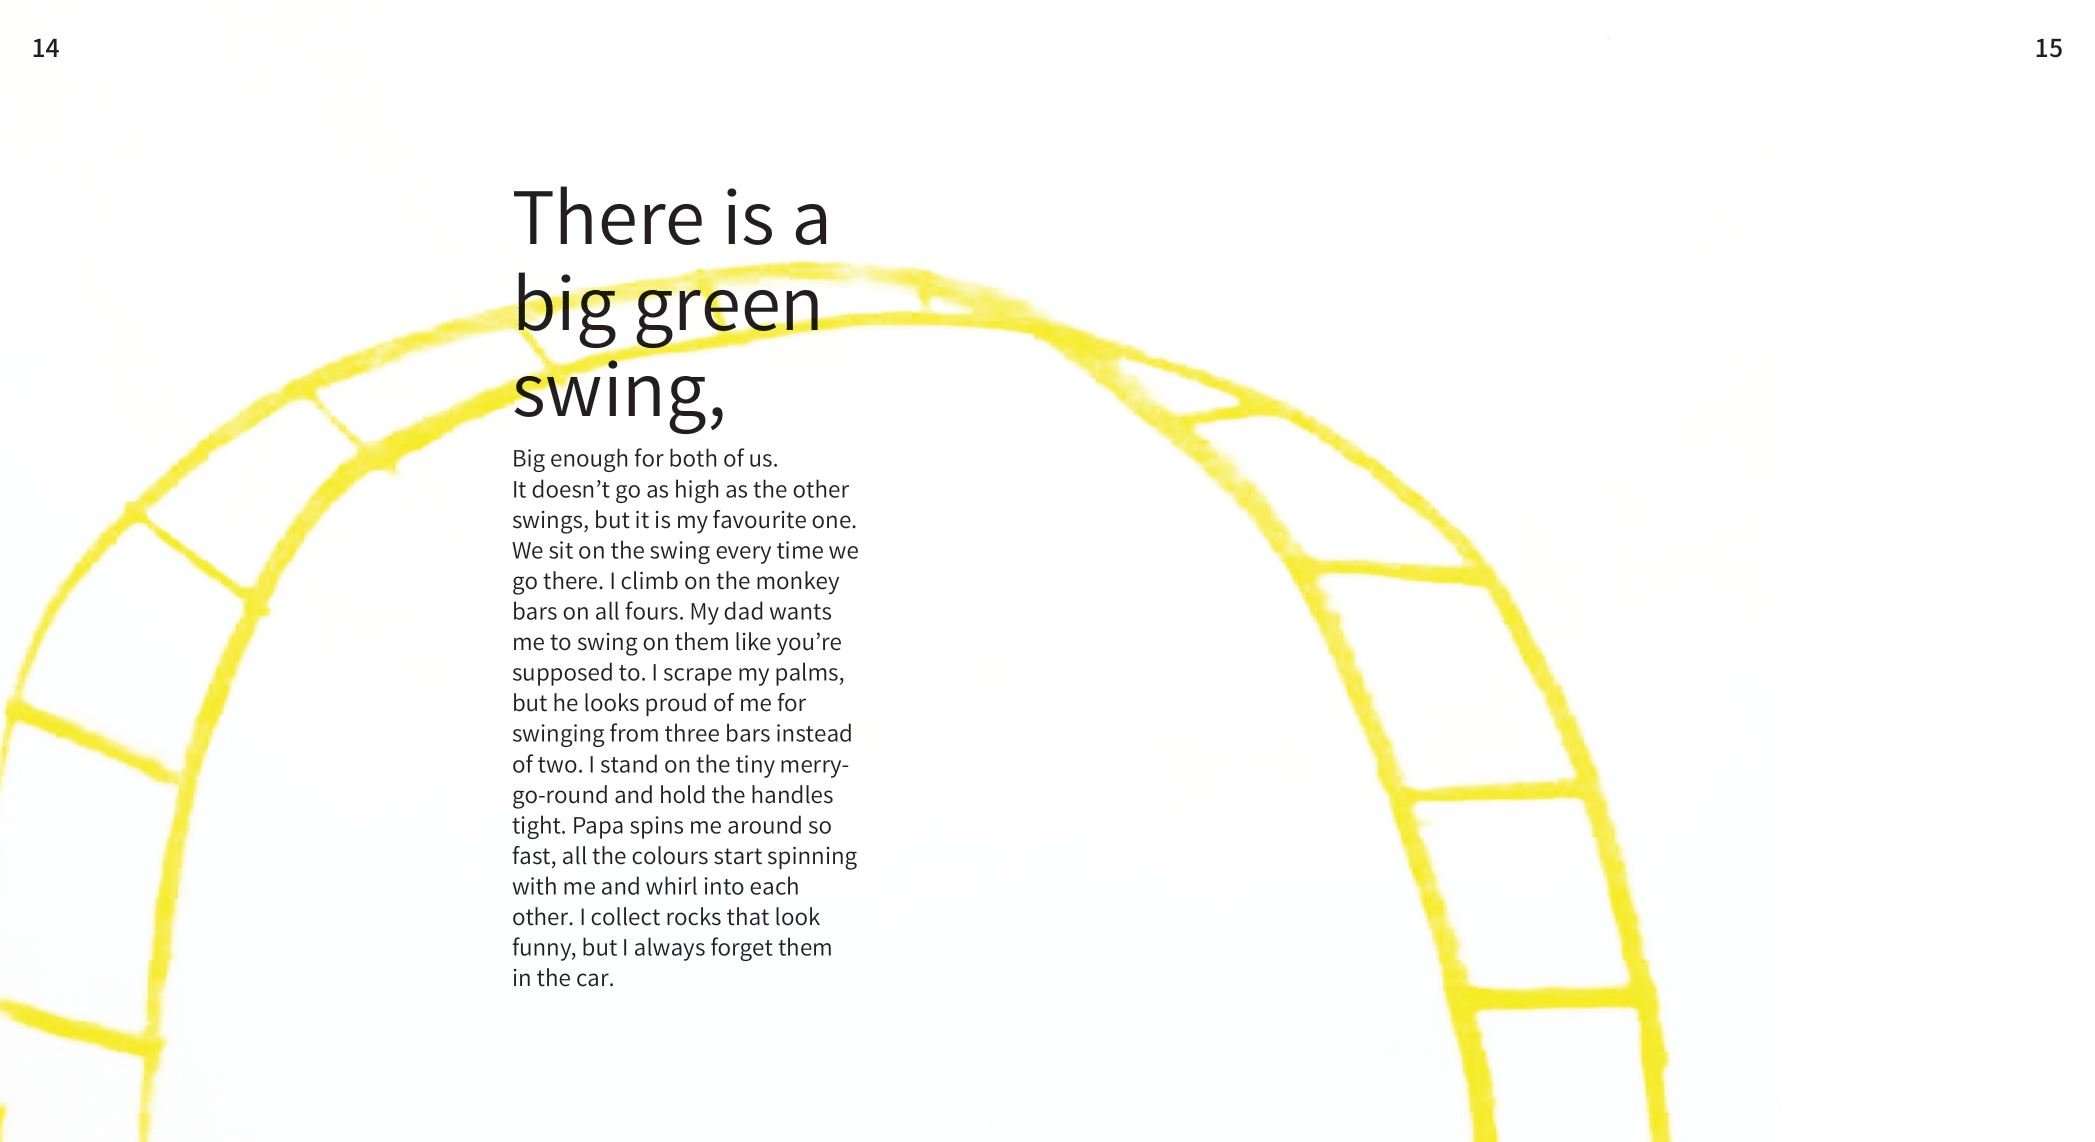 14
15
There is a
big green
swing,
Big enough for both of us.
It doesn’t go as high as the other
swings, but it is my favourite one.
We sit on the swing every time we
go there. I climb on the monkey
bars on all fours. My dad wants
me to swing on them like you’re
supposed to. I scrape my palms,
but he looks proud of me for
swinging from three bars instead
of two. I stand on the tiny merry-
go-round and hold the handles
tight. Papa spins me around so
fast, all the colours start spinning
with me and whirl into each
other. I collect rocks that look
funny, but I always forget them
in the car.